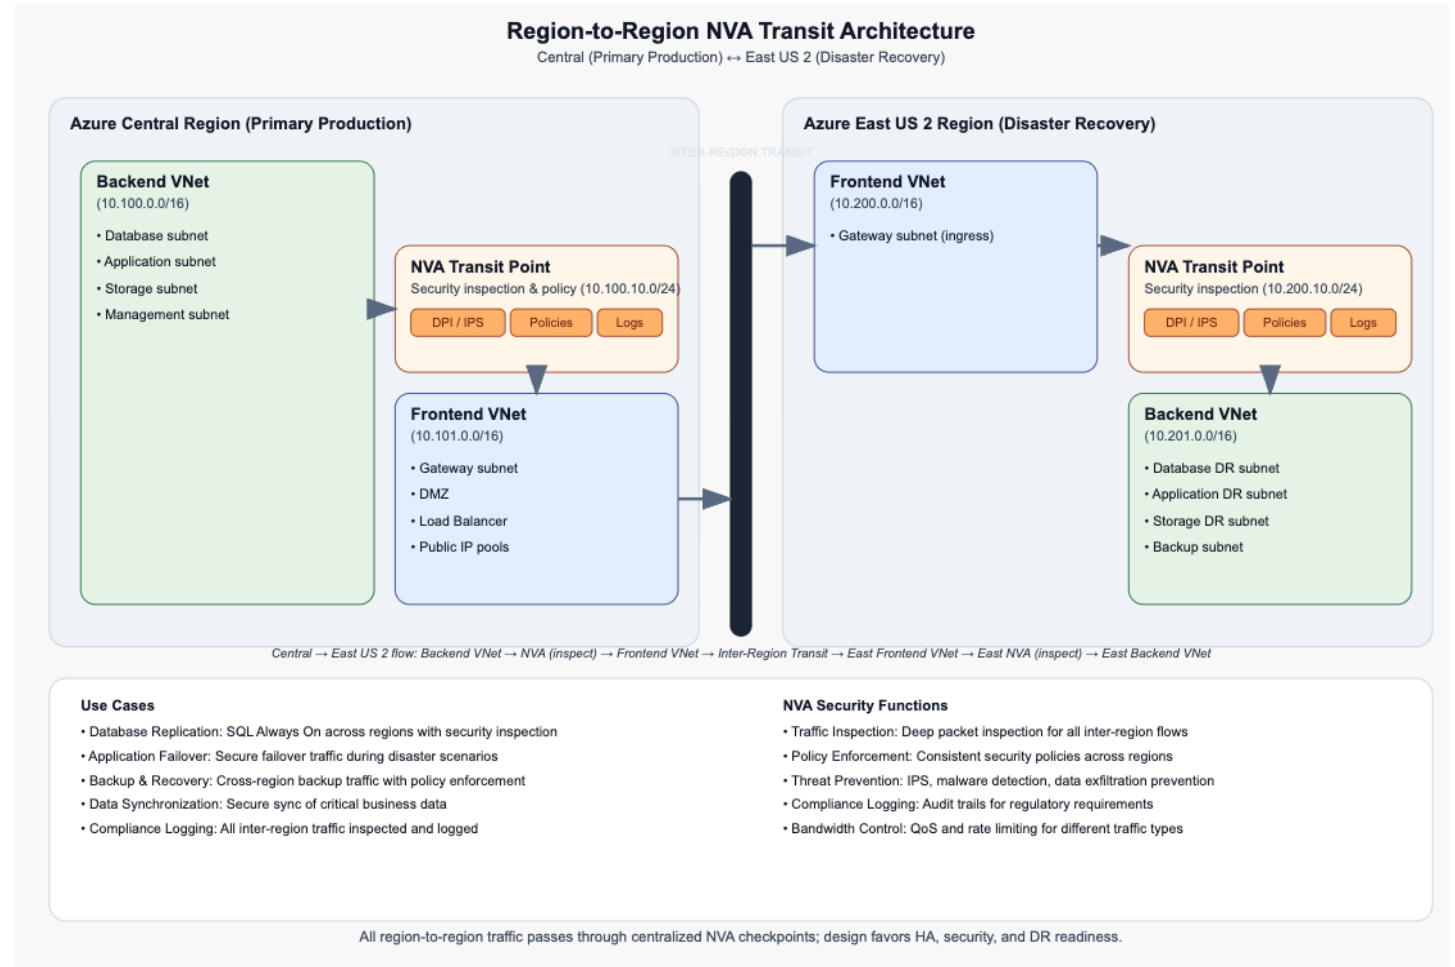 Region-to-Region NVA Transit Architecture
Central (Primary Production) ↔ East US 2 (Disaster Recovery)
Azure Central Region (Primary Production)
Backend VNet
(10.100.0.0/16)
• Database subnet
• Application subnet
• Storage subnet
• Management subnet
NVA Transit Point
Security inspection & policy (10.100.10.0/24)
DPI / IPS
Policies
Logs
Frontend VNet
(10.101.0.0/16)
• Gateway subnet
• DMZ
• Load Balancer
• Public IP pools
INTER-REGION TRANSIT
Azure East US 2 Region (Disaster Recovery)
Frontend VNet
(10.200.0.0/16)
• Gateway subnet (ingress)
NVA Transit Point
Security inspection (10.200.10.0/24)
DPI / IPS
Policies
Logs
Backend VNet
(10.201.0.0/16)
• Database DR subnet
• Application DR subnet
• Storage DR subnet
• Backup subnet
Central → East US 2 flow: Backend VNet → NVA (inspect) → Frontend VNet → Inter-Region Transit → East Frontend VNet → East NVA (inspect) → East Backend VNet
Use Cases
• Database Replication: SQL Always On across regions with security inspection
• Application Failover: Secure failover traffic during disaster scenarios
• Backup & Recovery: Cross-region backup traffic with policy enforcement
• Data Synchronization: Secure sync of critical business data
• Compliance Logging: All inter-region traffic inspected and logged
NVA Security Functions
• Traffic Inspection: Deep packet inspection for all inter-region flows
• Policy Enforcement: Consistent security policies across regions
• Threat Prevention: IPS, malware detection, data exfiltration prevention
• Compliance Logging: Audit trails for regulatory requirements
• Bandwidth Control: QoS and rate limiting for different traffic types
All region-to-region traffic passes through centralized NVA checkpoints; design favors HA, security, and DR readiness.